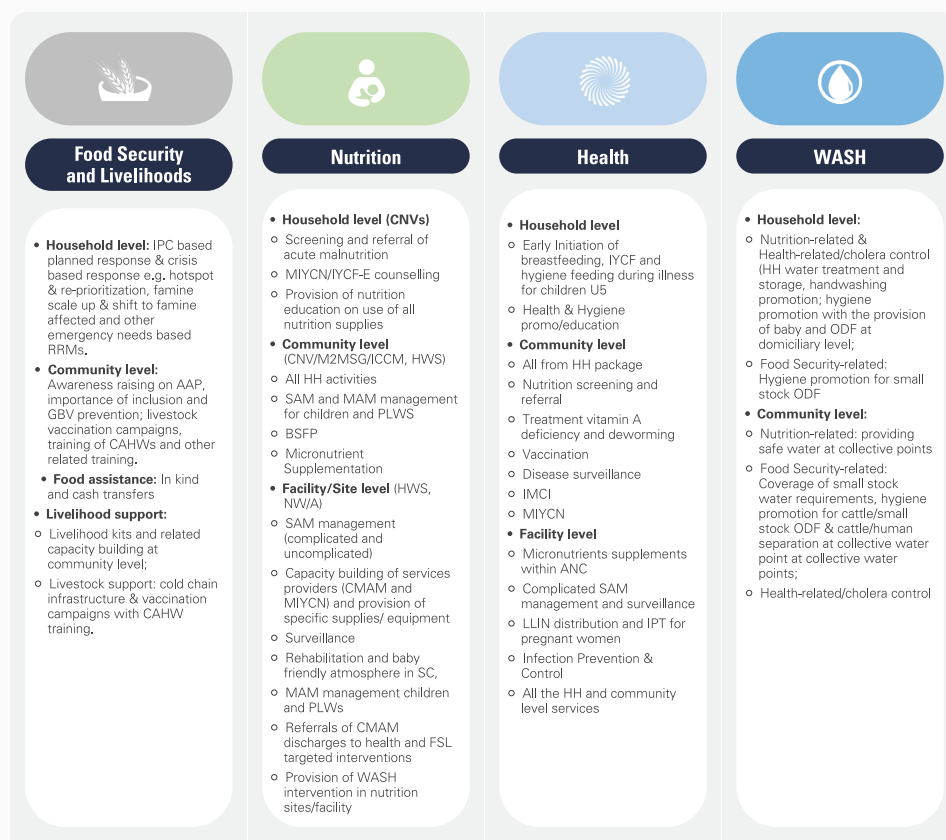 Food Security
and Livelihoods
• Household level: IPC based
planned response & crisis
based response e.g. hotspot
& re-prioritization, famine
scale up & shift to famine
affected and other
emergency needs based
RRMs.
• Community level:
Awareness raising on AAP,
importance of inclusion and
GBV prevention; livestock
vaccination campaigns,
training of CAHWs and other
related training.
• Food assistance: In kind
and cash transfers
• Livelihood support:
○ Livelihood kits and related
capacity building at
community level;
○ Livestock support: cold chain
infrastructure & vaccination
campaigns with CAHW
training.
Nutrition
• Household level (CNVs)
○ Screening and referral of
acute malnutrition
○ MIYCN/IYCF-E counselling
○ Provision of nutrition
education on use of all
nutrition supplies
• Community level
(CNV/M2MSG/ICCM, HWS)
○ All HH activities
○ SAM and MAM management
for children and PLWS
○ BSFP
○ Micronutrient
Supplementation
• Facility/Site level (HWS,
NW/A)
○ SAM management
(complicated and
uncomplicated)
○ Capacity building of services
providers (CMAM and
MIYCN) and provision of
specific supplies/ equipment
○ Surveillance
○ Rehabilitation and baby
friendly atmosphere in SC,
○ MAM management children
and PLWs
○ Referrals of CMAM
discharges to health and FSL
targeted interventions
○ Provision of WASH
intervention in nutrition
sites/facility
Health
• Household level
○ Early Initiation of
breastfeeding, IYCF and
hygiene feeding during illness
for children U5
○ Health & Hygiene
promo/education
• Community level
○ All from HH package
○ Nutrition screening and
referral
○ Treatment vitamin A
deficiency and deworming
○ Vaccination
○ Disease surveillance
○ IMCI
○ MIYCN
• Facility level
○ Micronutrients supplements
within ANC
○ Complicated SAM
management and surveillance
○ LLIN distribution and IPT for
pregnant women
○ Infection Prevention &
Control
○ All the HH and community
level services
WASH
• Household level:
○ Nutrition-related &
Health-related/cholera control
(HH water treatment and
storage, handwashing
promotion; hygiene
promotion with the provision
of baby and ODF at
domiciliary level;
○ Food Security-related:
Hygiene promotion for small
stock ODF
• Community level:
○ Nutrition-related: providing
safe water at collective points
○ Food Security-related:
Coverage of small stock
water requirements, hygiene
promotion for cattle/small
stock ODF & cattle/human
separation at collective water
point at collective water
points;
○ Health-related/cholera control